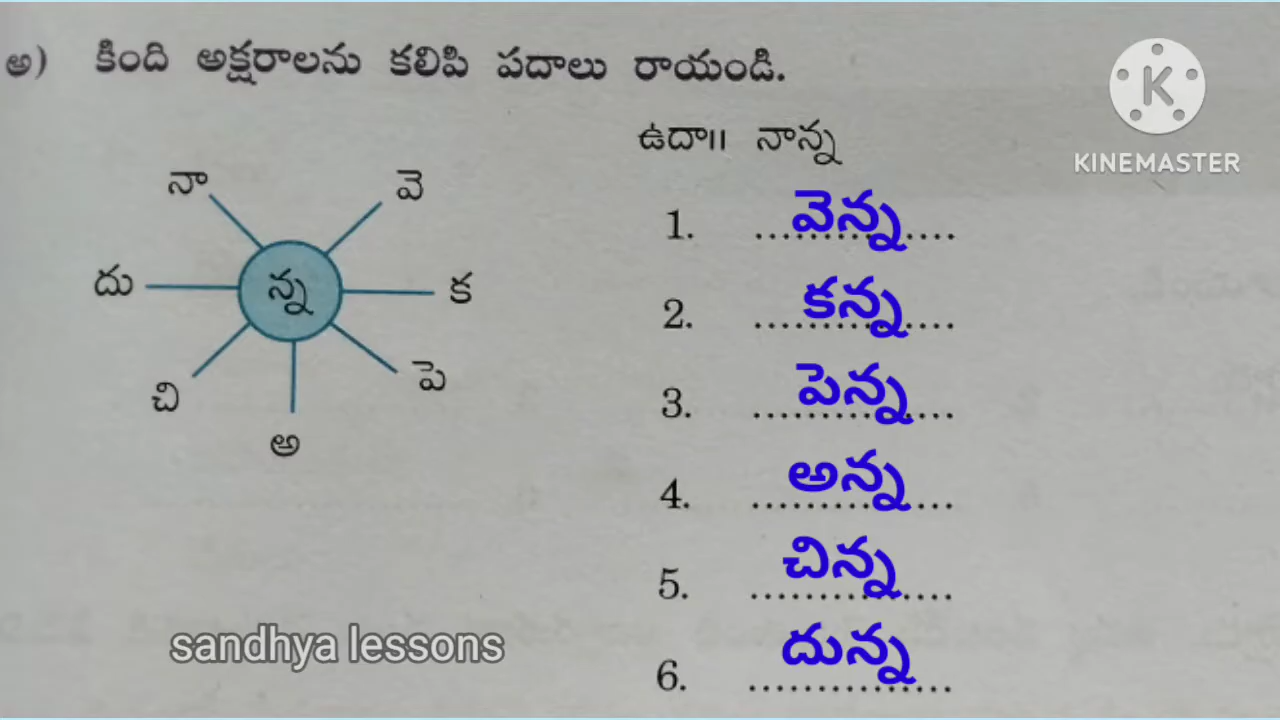 అ) కింది అక్షరాలను కలిపి పదాలు రాయండి.
K
KINEMASTER
ఉదా॥ నాన్న
నా
వె
దు
న్న
క
చి
పె
అ
1. వెన్న
2. కన్న
3. పెన్న
4. అన్న
5. చిన్న
6. దున్న
sandhya lessons